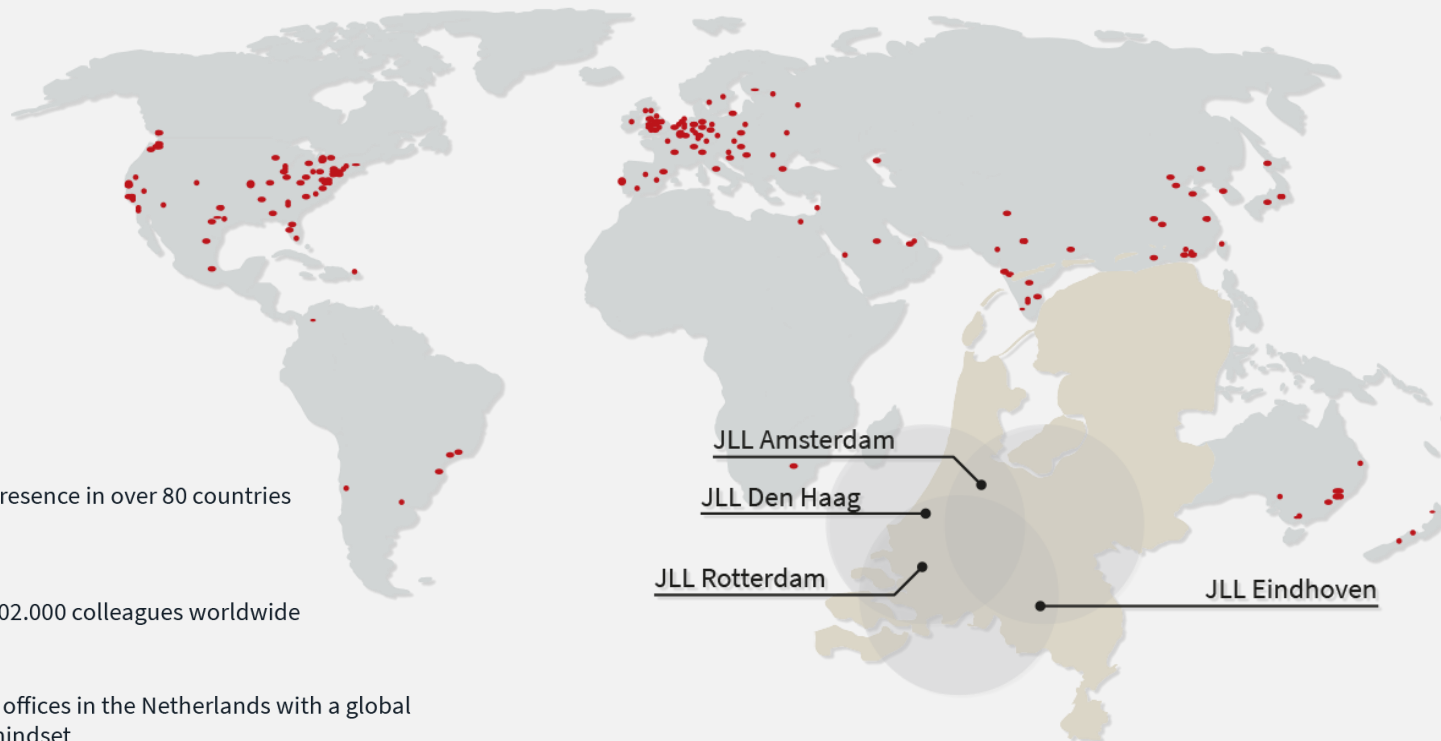 JLL Amsterdam
JLL Den Haag
JLL Rotterdam
JLL Eindhoven
resence in over 80 countries
02.000 colleagues worldwide
offices in the Netherlands with a global
nindset